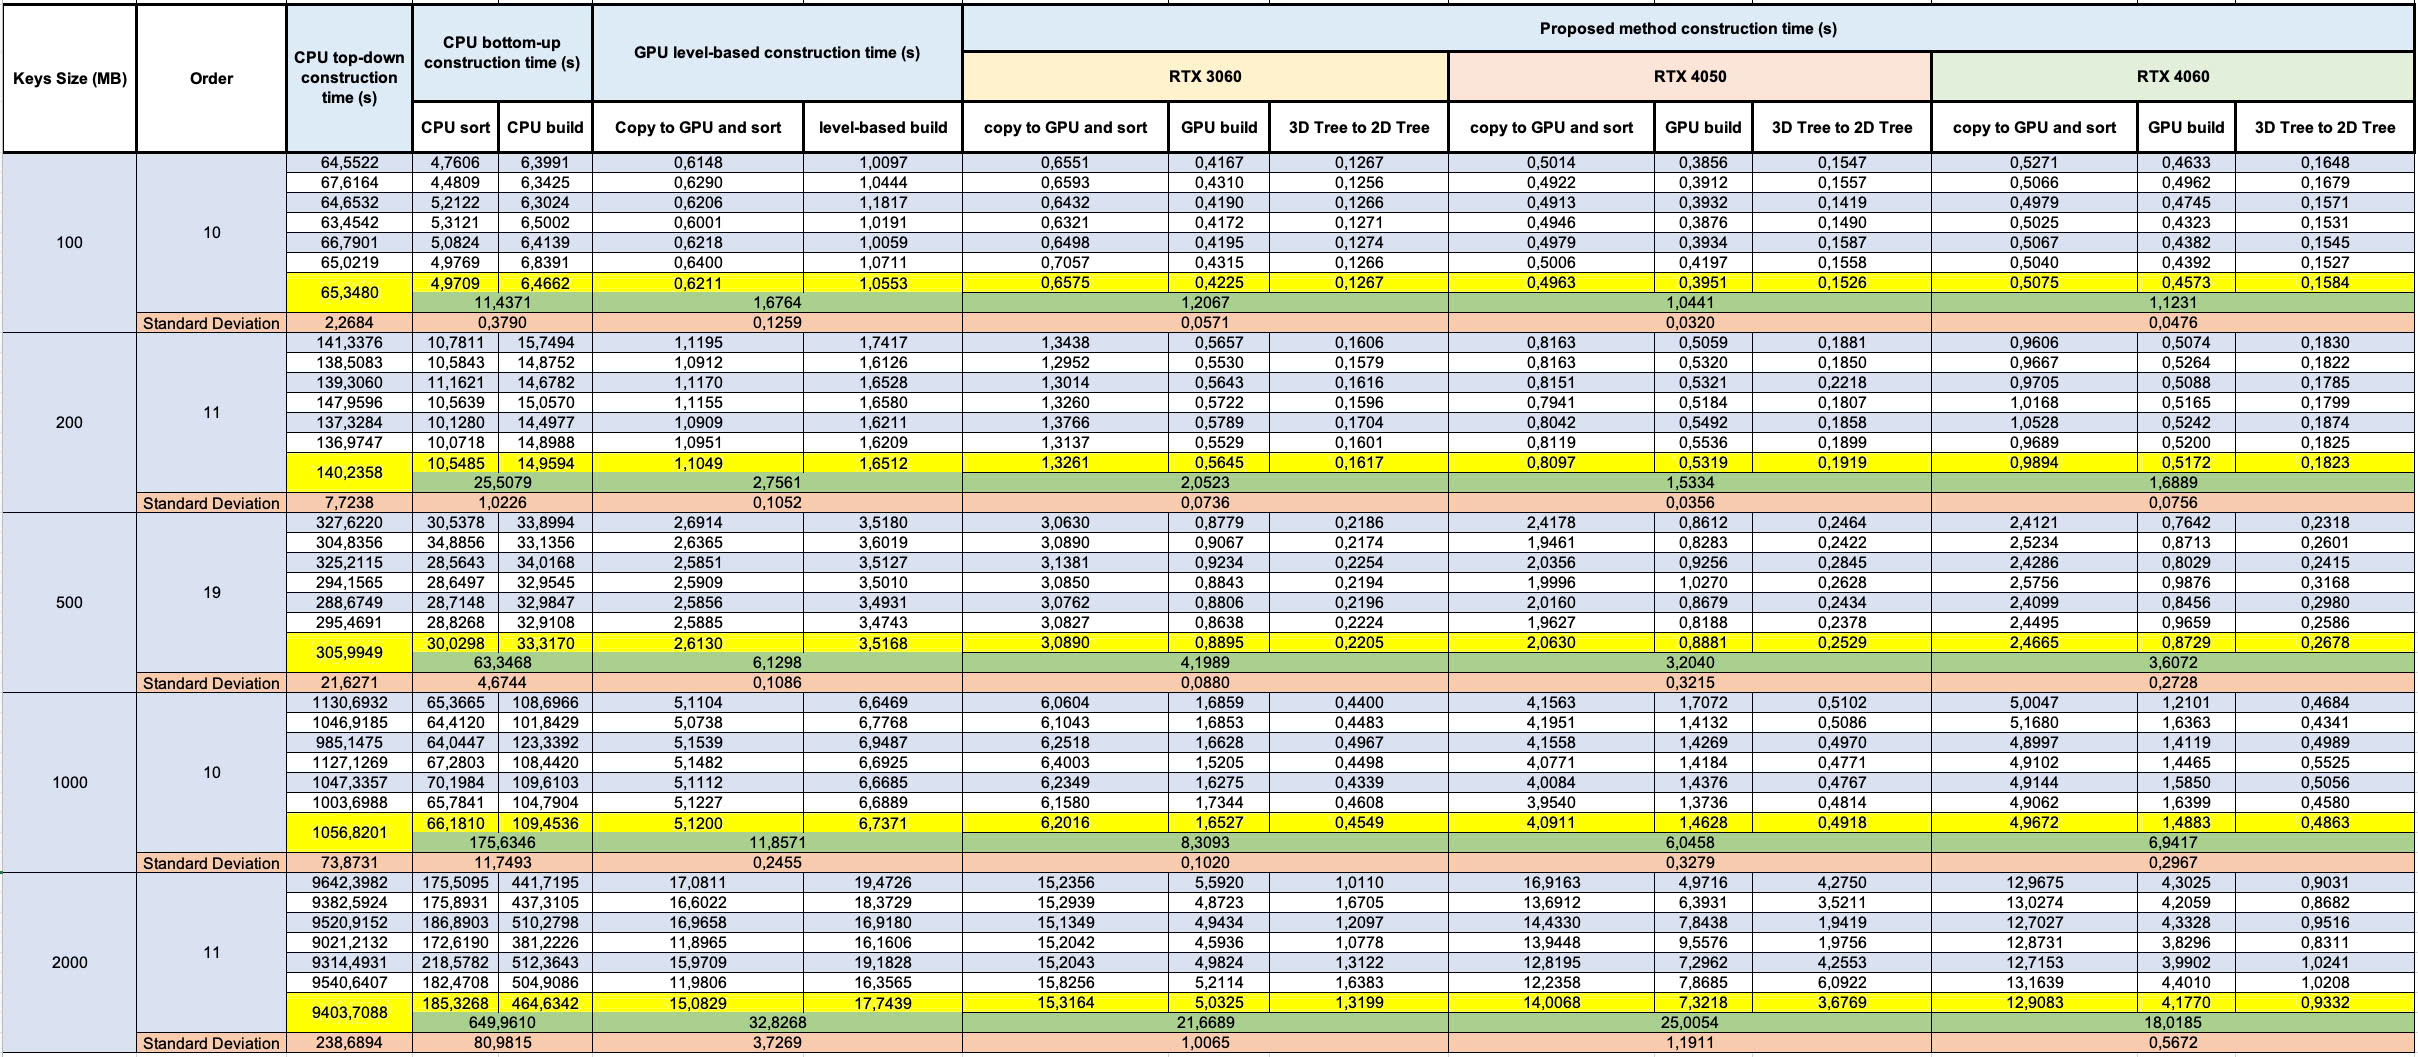 Keys Size (MB) Order CPU top-down construction time (s) CPU bottom-up construction time (s) GPU level-based construction time (s) Proposed method construction time (s)
RTX 3060 RTX 4050 RTX 4060
CPU sort CPU build Copy to GPU and sort level-based build copy to GPU and sort GPU build 3D Tree to 2D Tree copy to GPU and sort GPU build 3D Tree to 2D Tree copy to GPU and sort GPU build 3D Tree to 2D Tree
100 10
64,5522 4,7606 6,3991 0,6148 1,0097 0,6551 0,4167 0,1267 0,5014 0,3856 0,1547 0,5271 0,4633 0,1648
67,6164 4,4809 6,3425 0,6290 1,0444 0,6593 0,4310 0,1256 0,4922 0,3912 0,1557 0,5066 0,4962 0,1679
64,6532 5,2122 6,3024 0,6206 1,1817 0,6432 0,4190 0,1266 0,4913 0,3932 0,1419 0,4979 0,4745 0,1571
63,4542 5,3121 6,5002 0,6001 1,0191 0,6321 0,4172 0,1271 0,4946 0,3876 0,1490 0,5025 0,4323 0,1531
66,7901 5,0824 6,4139 0,6218 1,0059 0,6498 0,4195 0,1274 0,4979 0,3934 0,1587 0,5067 0,4382 0,1545
65,0219 4,9769 6,8391 0,6400 1,0711 0,7057 0,4315 0,1266 0,5006 0,4197 0,1558 0,5040 0,4392 0,1527
65,3480 4,9709 6,4662 0,6211 1,0553 0,6575 0,4225 0,1267 0,4963 0,3951 0,1526 0,5075 0,4573 0,1584
11,4371 1,6764 1,2067 1,0441 1,1231
Standard Deviation 2,2684 0,3790 0,1259 0,0571 0,0320 0,0476
200 11
141,3376 10,7811 15,7494 1,1195 1,7417 1,3438 0,5657 0,1606 0,8163 0,5059 0,1881 0,9606 0,5074 0,1830
138,5083 10,5843 14,8752 1,0912 1,6126 1,2952 0,5530 0,1579 0,8163 0,5320 0,1850 0,9667 0,5264 0,1822
139,3060 11,1621 14,6782 1,1170 1,6528 1,3014 0,5643 0,1616 0,8151 0,5321 0,2218 0,9705 0,5088 0,1785
147,9596 10,5639 15,0570 1,1155 1,6580 1,3260 0,5722 0,1596 0,7941 0,5184 0,1807 1,0168 0,5165 0,1799
137,3284 10,1280 14,4977 1,0909 1,6211 1,3766 0,5789 0,1704 0,8042 0,5492 0,1858 1,0528 0,5242 0,1874
136,9747 10,0718 14,8988 1,0951 1,6209 1,3137 0,5529 0,1601 0,8119 0,5536 0,1899 0,9689 0,5200 0,1825
140,2358 10,5485 14,9594 1,1049 1,6512 1,3261 0,5645 0,1617 0,8097 0,5319 0,1919 0,9894 0,5172 0,1823
25,5079 2,7561 2,0523 1,5334 1,6889
Standard Deviation 7,7238 1,0226 0,1052 0,0736 0,0356 0,0756
500 19
327,6220 30,5378 33,8994 2,6914 3,5180 3,0630 0,8779 0,2186 2,4178 0,8612 0,2464 2,4121 0,7642 0,2318
304,8356 34,8856 33,1356 2,6365 3,6019 3,0890 0,9067 0,2174 1,9461 0,8283 0,2422 2,5234 0,8713 0,2601
325,2115 28,5643 34,0168 2,5851 3,5127 3,1381 0,9234 0,2254 2,0356 0,9256 0,2845 2,4286 0,8029 0,2415
294,1565 28,6497 32,9545 2,5909 3,5010 3,0850 0,8843 0,2194 1,9996 1,0270 0,2628 2,5756 0,9876 0,3168
288,6749 28,7148 32,9847 2,5856 3,4931 3,0762 0,8806 0,2196 2,0160 0,8679 0,2434 2,4099 0,8456 0,2980
295,4691 28,8268 32,9108 2,5885 3,4743 3,0827 0,8638 0,2224 1,9627 0,8188 0,2378 2,4495 0,9659 0,2586
305,9949 30,0298 33,3170 2,6130 3,5168 3,0890 0,8895 0,2205 2,0630 0,8881 0,2529 2,4665 0,8729 0,2678
63,3468 6,1298 4,1989 3,2040 3,6072
Standard Deviation 21,6271 4,6744 0,1086 0,0880 0,3215 0,2728
1000 10
1130,6932 65,3665 108,6966 5,1104 6,6469 6,0604 1,6859 0,4400 4,1563 1,7072 0,5102 5,0047 1,2101 0,4684
1046,9185 64,4120 101,8429 5,0738 6,7768 6,1043 1,6853 0,4483 4,1951 1,4132 0,5086 5,1680 1,6363 0,4341
985,1475 64,0447 123,3392 5,1539 6,9487 6,2518 1,6628 0,4967 4,1558 1,4269 0,4970 4,8997 1,4119 0,4989
1127,1269 67,2803 108,4420 5,1482 6,6925 6,4003 1,5205 0,4498 4,0771 1,4184 0,4771 4,9102 1,4465 0,5525
1047,3357 70,1984 109,6103 5,1112 6,6685 6,2349 1,6275 0,4339 4,0084 1,4376 0,4767 4,9144 1,5850 0,5056
1003,6988 65,7841 104,7904 5,1227 6,6889 6,1580 1,7344 0,4608 3,9540 1,3736 0,4814 4,9062 1,6399 0,4580
1056,8201 66,1810 109,4536 5,1200 6,7371 6,2016 1,6527 0,4549 4,0911 1,4628 0,4918 4,9672 1,4883 0,4863
175,6346 11,8571 8,3093 6,0458 6,9417
Standard Deviation 73,8731 11,7493 0,2455 0,1020 0,3279 0,2967
2000 11
9642,3982 175,5095 441,7195 17,0811 19,4726 15,2356 5,5920 1,0110 16,9163 4,9716 4,2750 12,9675 4,3025 0,9031
9382,5924 175,8931 437,3105 16,6022 18,3729 15,2939 4,8723 1,6705 13,6912 6,3931 3,5211 13,0274 4,2059 0,8682
9520,9152 186,8903 510,2798 16,9658 16,9180 15,1349 4,9434 1,2097 14,4330 7,8438 1,9419 12,7027 4,3328 0,9516
9021,2132 172,6190 381,2226 11,8965 16,1606 15,2042 4,5936 1,0778 13,9448 9,5576 1,9756 12,8731 3,8296 0,8311
9314,4931 218,5782 512,3643 15,9709 19,1828 15,2043 4,9824 1,3122 12,8195 7,2962 4,2553 12,7153 3,9902 1,0241
9540,6407 182,4708 504,9086 11,9806 16,3565 15,8256 5,2114 1,6383 12,2358 7,8685 6,0922 13,1639 4,4010 1,0208
9403,7088 185,3268 464,6342 15,0829 17,7439 15,3164 5,0325 1,3199 14,0068 7,3218 3,6769 12,9083 4,1770 0,9332
649,9610 32,8268 21,6689 25,0054 18,0185
Standard Deviation 238,6894 80,9815 3,7269 1,0065 1,1911 0,5672